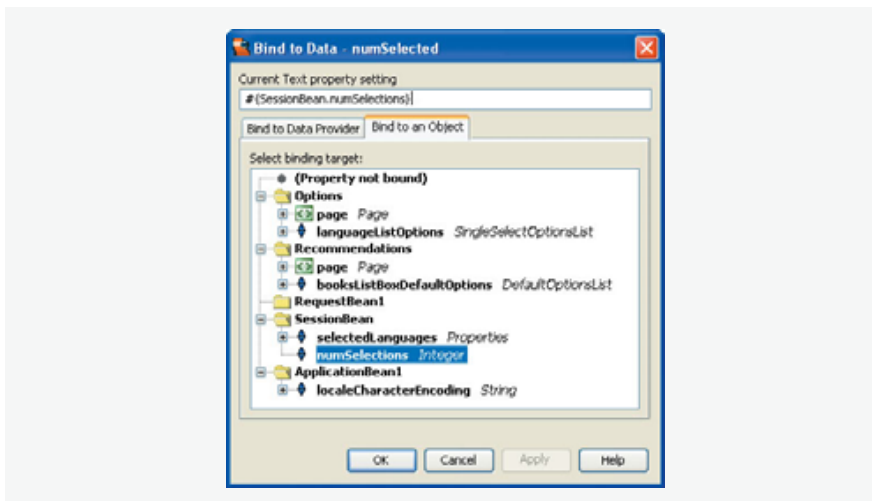 Bind to Data - numSelected
Current Text property setting
#{SessionBean.numSelections}
Bind to Data Provider Bind to an Object
Select binding target:
(Property not bound)
Options
page Page
languageListOptions SingleSelectOptionsList
Recommendations
page Page
booksListBoxDefaultOptions DefaultOptionsList
RequestBean1
SessionBean
selectedLanguages Properties
numSelections Integer
ApplicationBean1
localeCharacterEncoding String
OK Cancel Apply Help